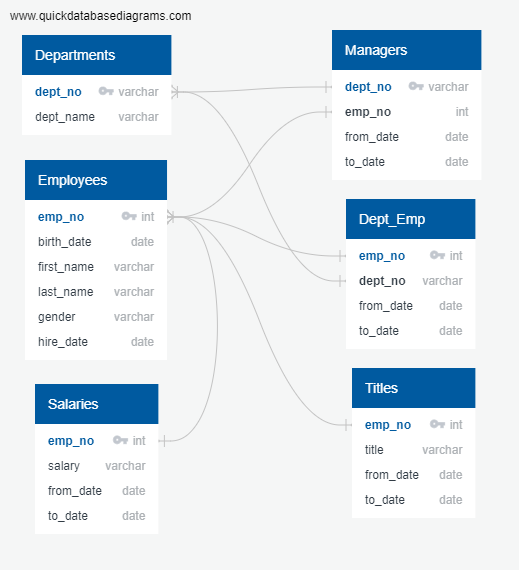 www.quickdatabasediagrams.com
Departments
dept_no varchar
dept_name varchar
Managers
dept_no varchar
emp_no int
from_date date
to_date date
Employees
emp_no int
birth_date date
first_name varchar
last_name varchar
gender varchar
hire_date date
Dept_Emp
emp_no int
dept_no varchar
from_date date
to_date date
Salaries
emp_no int
salary varchar
from_date date
to_date date
Titles
emp_no int
title varchar
from_date date
to_date date